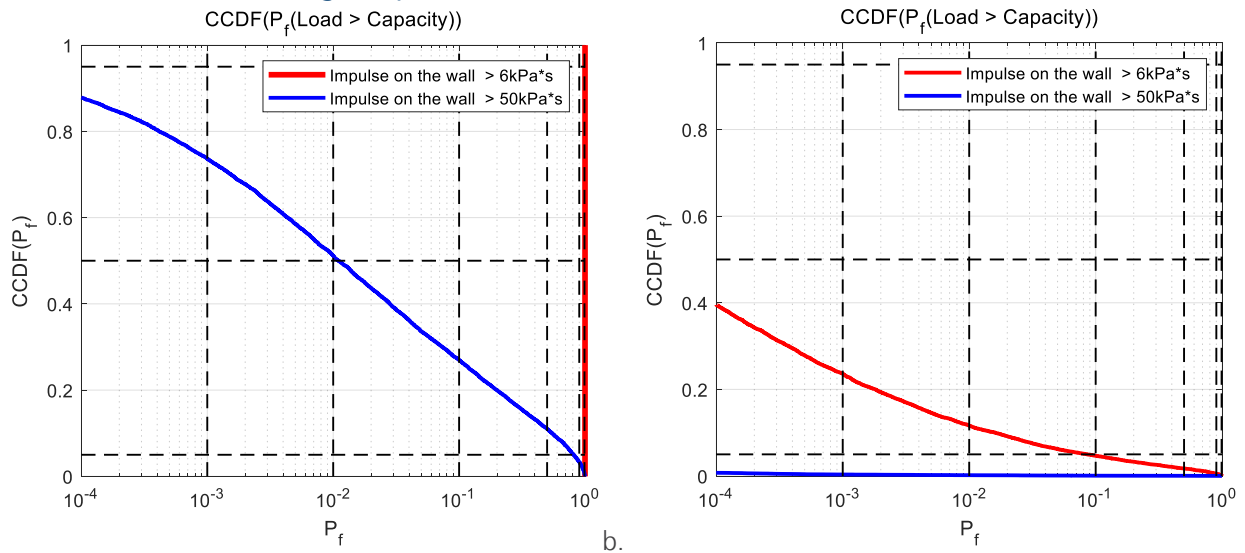 CCDF(P_f(Load > Capacity))
Impulse on the wall > 6kPa*s
Impulse on the wall > 50kPa*s
CCDF(P_f)
1
0.8
0.6
0.4
0.2
0
10^-4
10^-3
10^-2
10^-1
10^0
P_f
b.
CCDF(P_f(Load > Capacity))
Impulse on the wall > 6kPa*s
Impulse on the wall > 50kPa*s
CCDF(P_f)
1
0.8
0.6
0.4
0.2
0
10^-4
10^-3
10^-2
10^-1
10^0
P_f